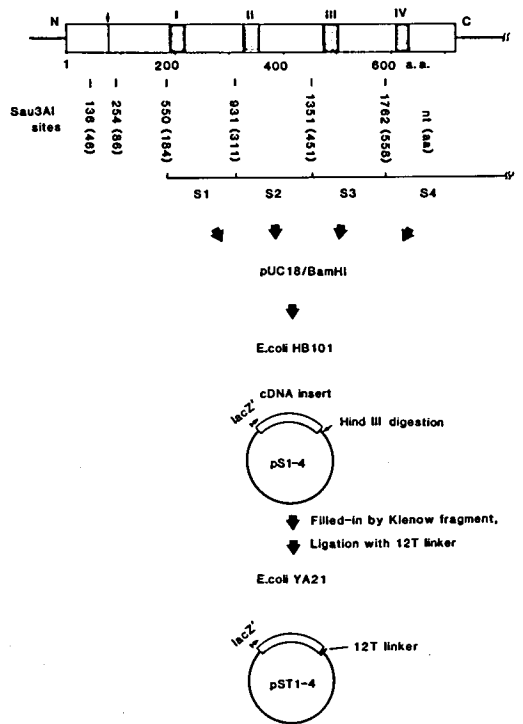 I II III IV
N C
1 200 400 600 a.a.
Sau3AI
sites
136 (46)
254 (86)
550 (184)
931 (311)
1351 (451)
1762 (558)
nt (aa)
S1 S2 S3 S4
pUC18/BamHI
E.coli HB101
cDNA insert
lacZ'
Hind III digestion
pS1-4
Filled-in by Klenow fragment,
Ligation with 12T linker
E.coli YA21
lacZ'
12T linker
pST1-4